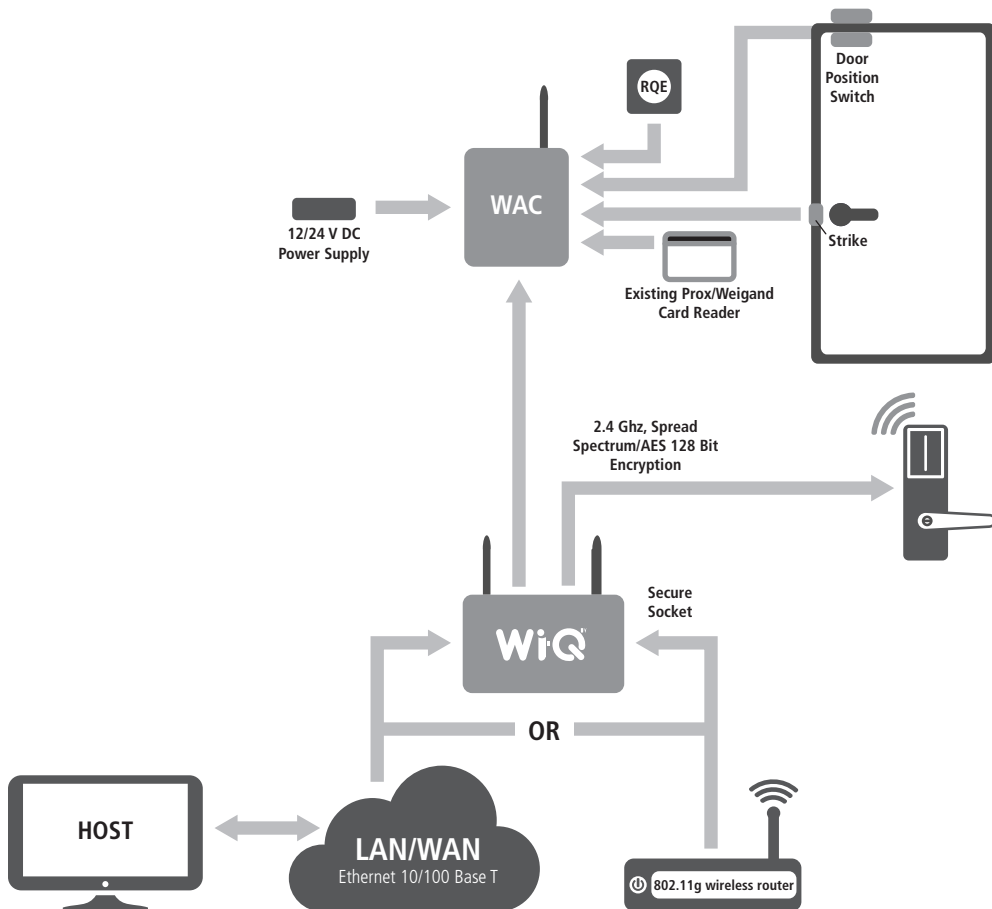 RQE
Door
Position
Switch
WAC
12/24 V DC
Power Supply
Strike
Existing Prox/Weigand
Card Reader
2.4 Ghz, Spread
Spectrum/AES 128 Bit
Encryption
Secure
Socket
Wi-Q
OR
HOST
LAN/WAN
Ethernet 10/100 Base T
802.11g wireless router